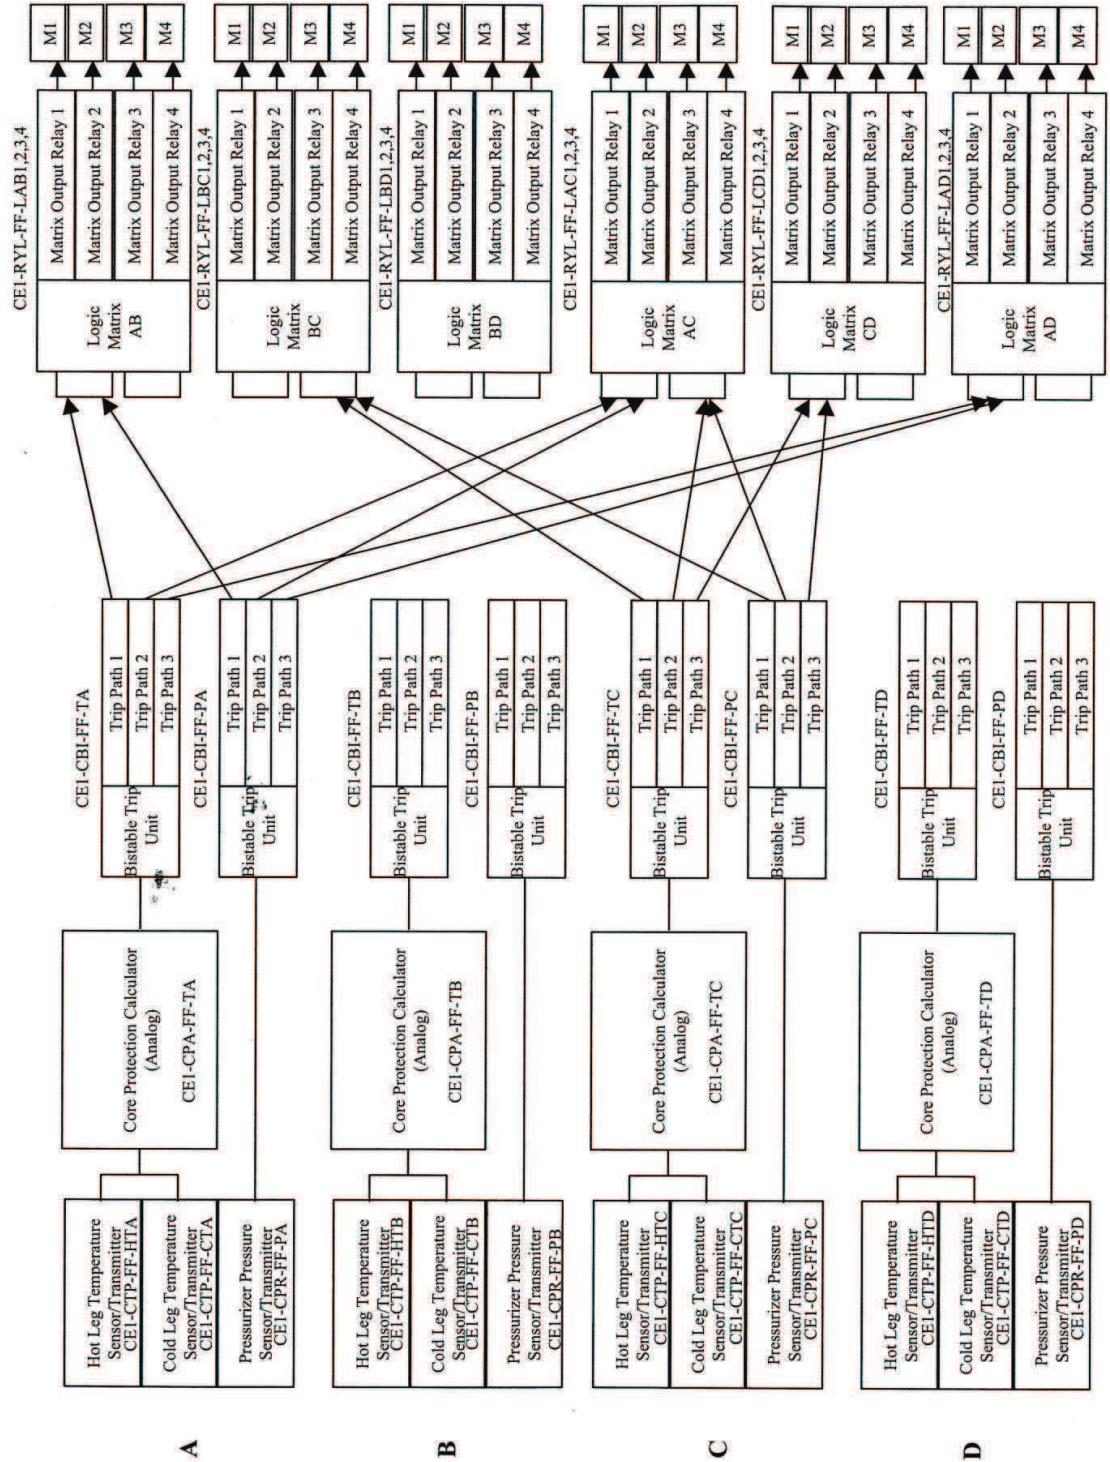 A
Hot Leg Temperature
Sensor/Transmitter
CE1-CTP-FF-HTA
Cold Leg Temperature
Sensor/Transmitter
CE1-CTP-FF-CTA
Pressurizer Pressure
Sensor/Transmitter
CE1-CPR-FF-PA
Core Protection Calculator
(Analog)
CE1-CPA-FF-TA
CE1-CBI-FF-TA
Bistable Trip
Unit
Trip Path 1
Trip Path 2
Trip Path 3
CE1-CBI-FF-PA
Bistable Trip
Unit
Trip Path 1
Trip Path 2
Trip Path 3
B
Hot Leg Temperature
Sensor/Transmitter
CE1-CTP-FF-HTB
Cold Leg Temperature
Sensor/Transmitter
CE1-CTP-FF-CTB
Pressurizer Pressure
Sensor/Transmitter
CE1-CPR-FF-PB
Core Protection Calculator
(Analog)
CE1-CPA-FF-TB
CE1-CBI-FF-TB
Bistable Trip
Unit
Trip Path 1
Trip Path 2
Trip Path 3
CE1-CBI-FF-PB
Bistable Trip
Unit
Trip Path 1
Trip Path 2
Trip Path 3
C
Hot Leg Temperature
Sensor/Transmitter
CE1-CTP-FF-HTC
Cold Leg Temperature
Sensor/Transmitter
CE1-CTP-FF-CTC
Pressurizer Pressure
Sensor/Transmitter
CE1-CPR-FF-PC
Core Protection Calculator
(Analog)
CE1-CPA-FF-TC
CE1-CBI-FF-TC
Bistable Trip
Unit
Trip Path 1
Trip Path 2
Trip Path 3
CE1-CBI-FF-PC
Bistable Trip
Unit
Trip Path 1
Trip Path 2
Trip Path 3
D
Hot Leg Temperature
Sensor/Transmitter
CE1-CTP-FF-HTD
Cold Leg Temperature
Sensor/Transmitter
CE1-CTP-FF-CTD
Pressurizer Pressure
Sensor/Transmitter
CE1-CPR-FF-PD
Core Protection Calculator
(Analog)
CE1-CPA-FF-TD
CE1-CBI-FF-TD
Bistable Trip
Unit
Trip Path 1
Trip Path 2
Trip Path 3
CE1-CBI-FF-PD
Bistable Trip
Unit
Trip Path 1
Trip Path 2
Trip Path 3
CE1-RYL-FF-LAB1,2,3,4
Logic
Matrix
AB
Matrix Output Relay 1
Matrix Output Relay 2
Matrix Output Relay 3
Matrix Output Relay 4
M1
M2
M3
M4
CE1-RYL-FF-LBC1,2,3,4
Logic
Matrix
BC
Matrix Output Relay 1
Matrix Output Relay 2
Matrix Output Relay 3
Matrix Output Relay 4
M1
M2
M3
M4
CE1-RYL-FF-LBD1,2,3,4
Logic
Matrix
BD
Matrix Output Relay 1
Matrix Output Relay 2
Matrix Output Relay 3
Matrix Output Relay 4
M1
M2
M3
M4
CE1-RYL-FF-LAC1,2,3,4
Logic
Matrix
AC
Matrix Output Relay 1
Matrix Output Relay 2
Matrix Output Relay 3
Matrix Output Relay 4
M1
M2
M3
M4
CE1-RYL-FF-LCD1,2,3,4
Logic
Matrix
CD
Matrix Output Relay 1
Matrix Output Relay 2
Matrix Output Relay 3
Matrix Output Relay 4
M1
M2
M3
M4
CE1-RYL-FF-LAD1,2,3,4
Logic
Matrix
AD
Matrix Output Relay 1
Matrix Output Relay 2
Matrix Output Relay 3
Matrix Output Relay 4
M1
M2
M3
M4